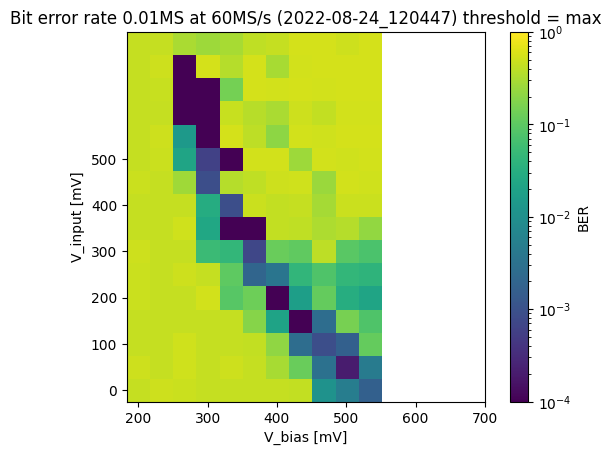 Bit error rate 0.01MS at 60MS/s (2022-08-24_120447) threshold = max
V_input [mV]
500
400
300
200
100
0
200 300 400 500 600 700
V_bias [mV]
10^0
10^-1
10^-2
10^-3
10^-4
BER